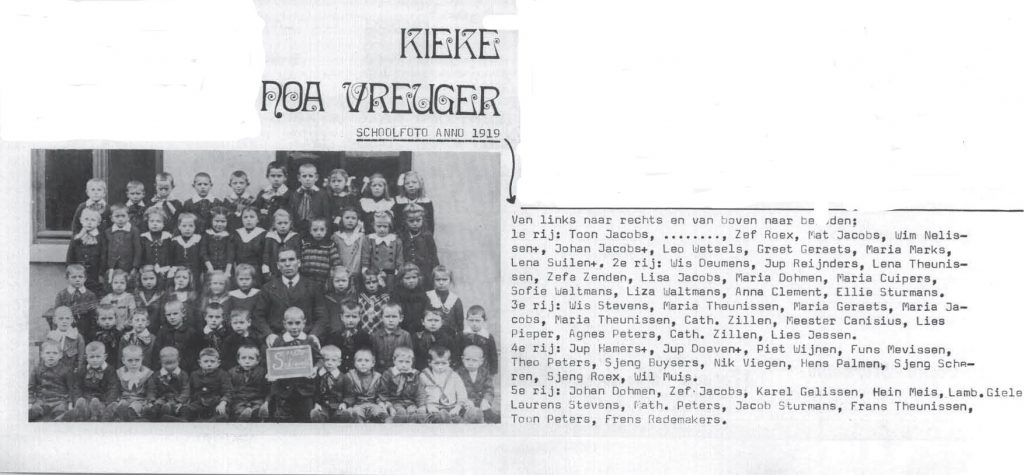 KIEKE
NOA VREUGER
SCHOOLFOTO ANNO 1919
Van links naar rechts en van boven naar beneden:
1e rij: Toon Jacobs, ........, Zef Roex, Mat Jacobs, Wim Nelis-
sen+, Johan Jacobs+, Leo Wetsels, Greet Geraets, Maria Marks,
Lena Suilen+. 2e rij: Wis Deumens, Jup Reijnders, Lena Theunis-
sen, Zefa Zenden, Lisa Jacobs, Maria Dohmen, Maria Cuipers,
Sofie Waltmans, Liza Waltmans, Anna Clement, Ellie Sturmans.
3e rij: Wis Stevens, Maria Theunissen, Maria Geraets, Maria Ja-
cobs, Maria Theunissen, Cath. Zillen, Meester Canisius, Lies
Pieper, Agnes Peters, Cath. Zillen, Lies Jessen.
4e rij: Jup Hamers+, Jup Doeven+, Piet Wijnen, Funs Mevissen,
Theo Peters, Sjeng Buysers, Nik Viegen, Hens Palmen, Sjeng Sche-
ren, Sjeng Roex, Wil Muis.
5e rij: Johan Dohmen, Zef Jacobs, Karel Gelissen, Hein Meis, Lamb.Giele
Laurens Stevens, Math. Peters, Jacob Sturmans, Frans Theunissen,
Toon Peters, Frens Rademakers.